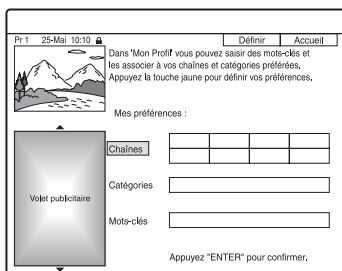 Définir Accueil
Pr 1 25-Mai 10:10
Dans 'Mon Profil' vous pouvez saisir des mots-clés et
les associer à vos chaînes et catégories préférées.
Appuyez la touche jaune pour définir vos préférences.
Mes préférences :
Chaînes
Catégories
Volet publicitaire
Mots-clés
Appuyez "ENTER" pour confirmer.